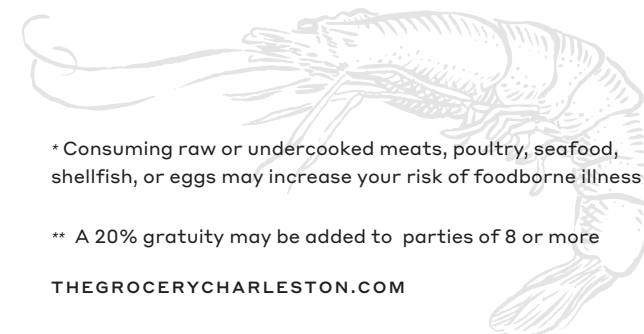 * Consuming raw or undercooked meats, poultry, seafood,
shellfish, or eggs may increase your risk of foodborne illness
** A 20% gratuity may be added to parties of 8 or more
THEGROCERYCHARLESTON.COM